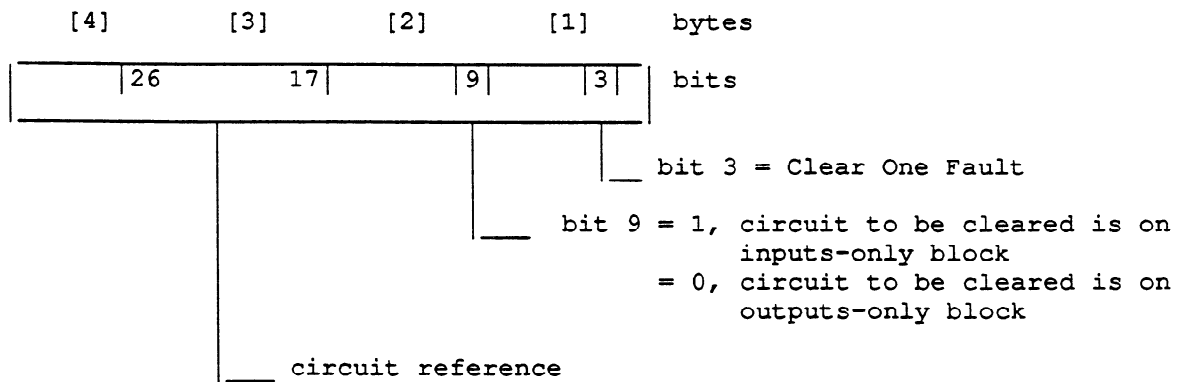 [4] [3] [2] [1] bytes
26 17 9 3 bits
bit 3 = Clear One Fault
bit 9 = 1, circuit to be cleared is on
inputs-only block
= 0, circuit to be cleared is on
outputs-only block
circuit reference